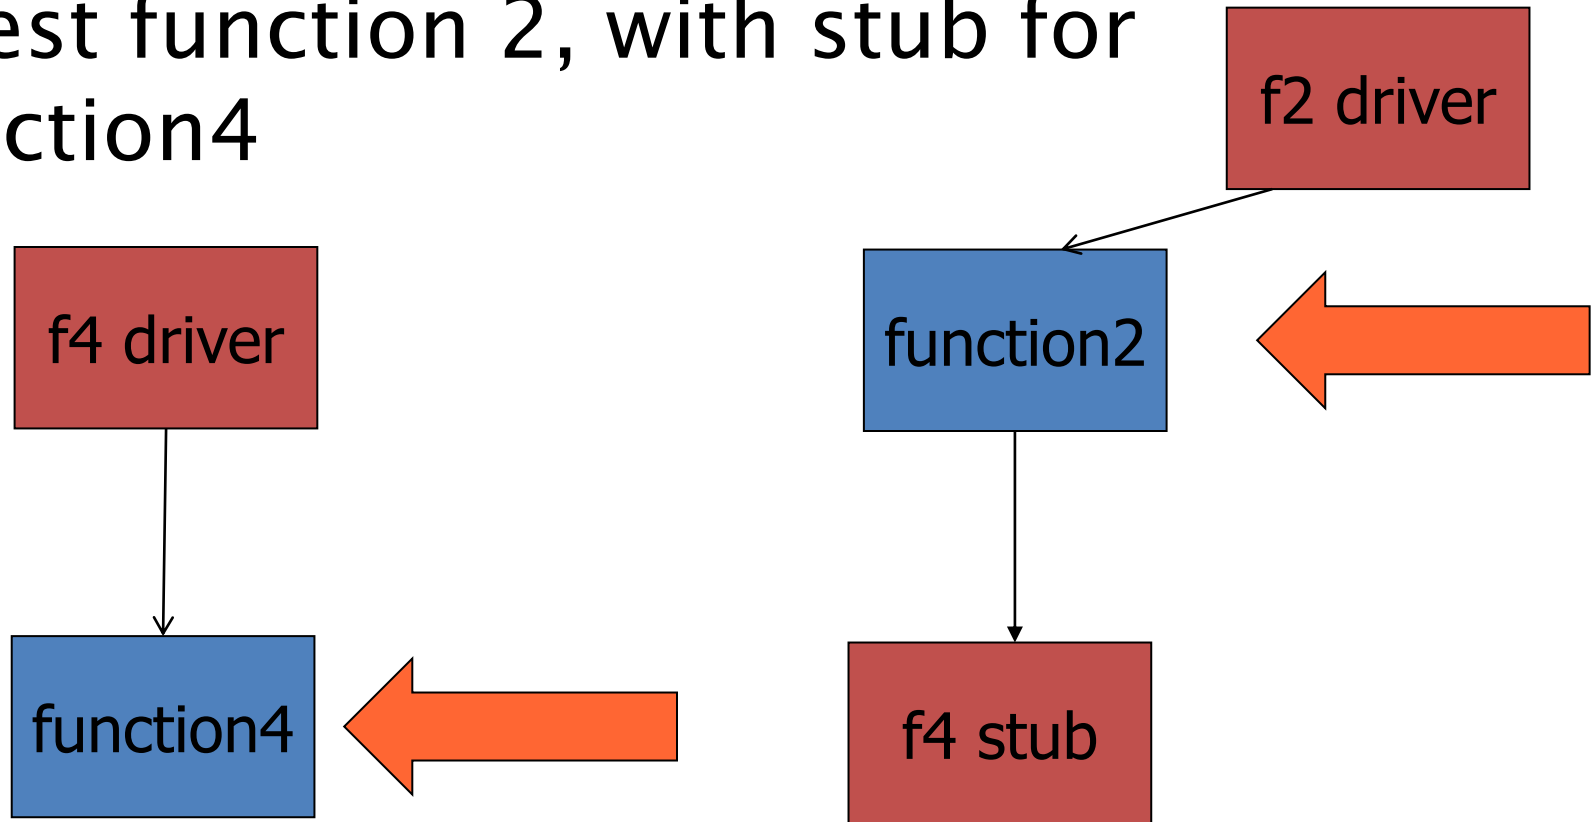 est function 2, with stub for
ction4
f2 driver
f4 driver
function2
function4
f4 stub